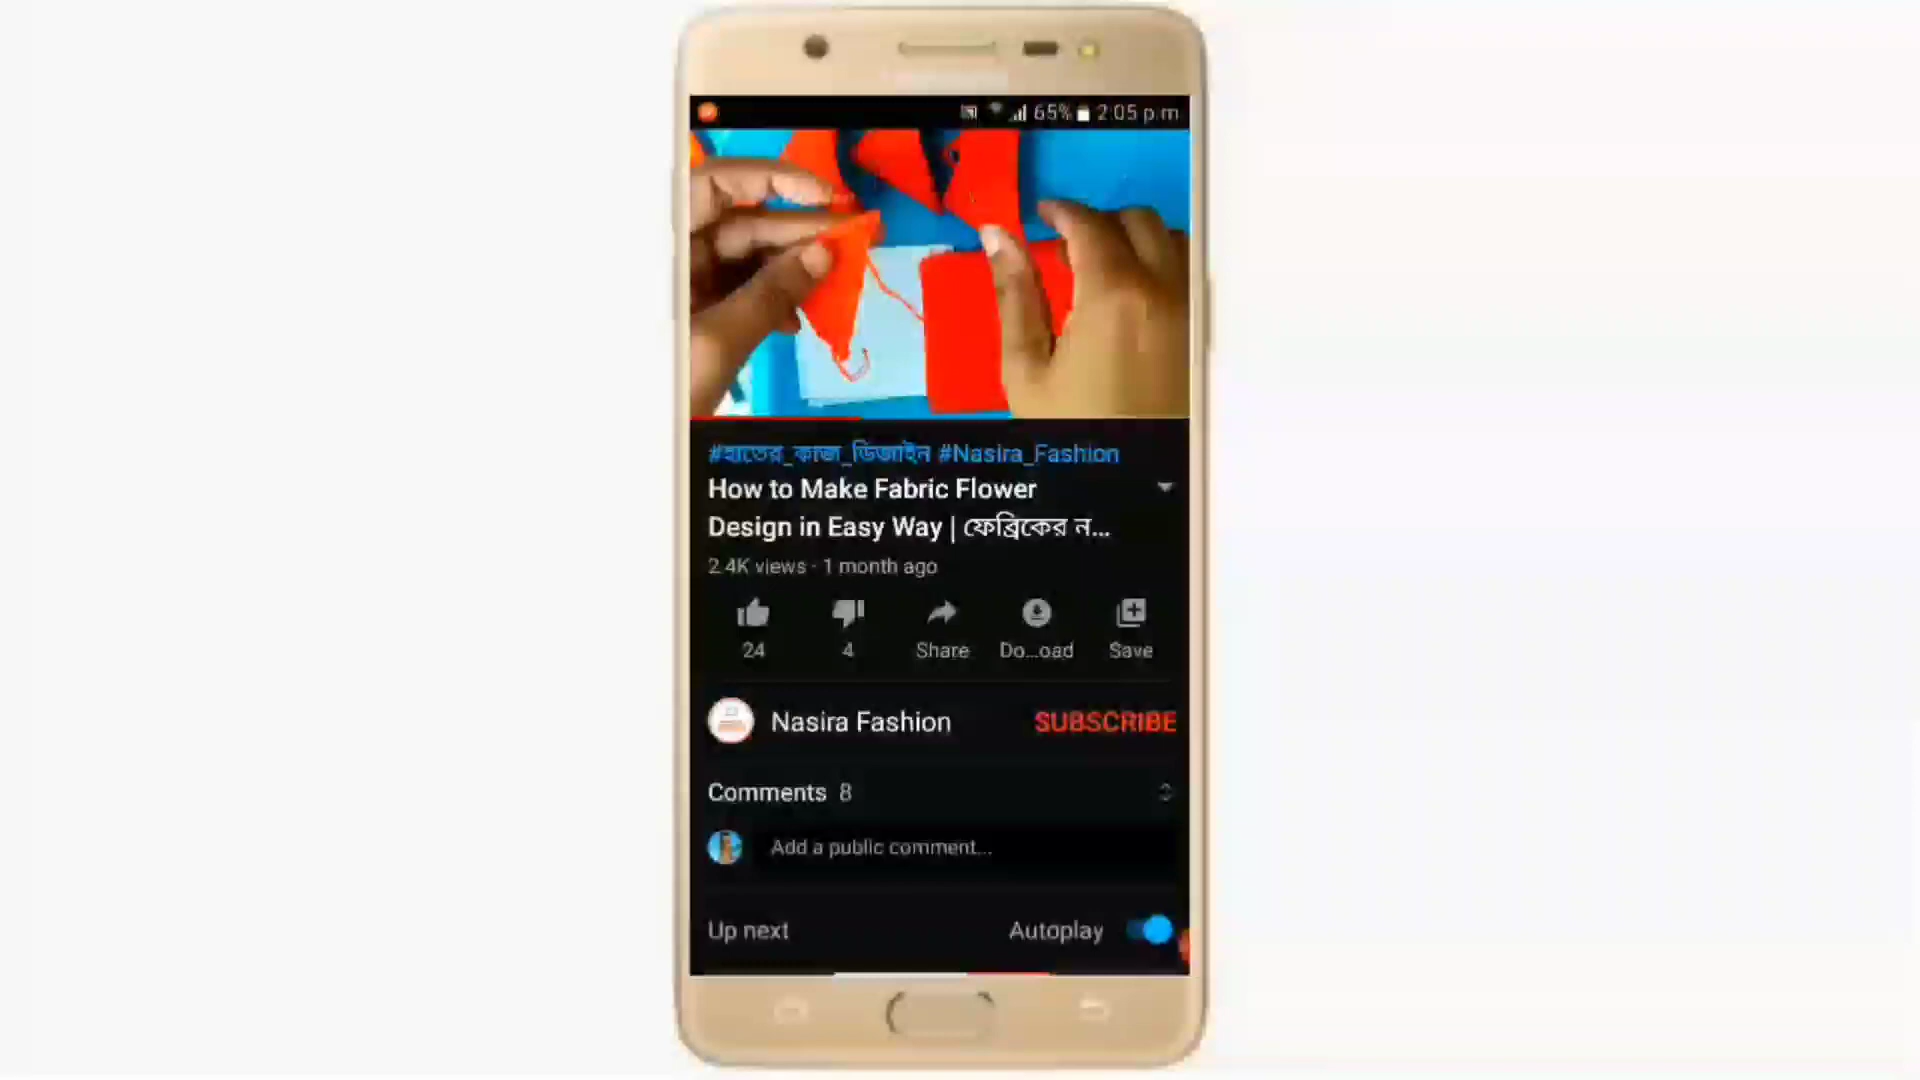 65% 2:05 p.m
#হাতের_কাজ_ডিজাইন #Nasira_Fashion
How to Make Fabric Flower
Design in Easy Way | ফেব্রিকের ন...
2.4K views · 1 month ago
24 4 Share Do...oad Save
Nasira Fashion SUBSCRIBE
Comments 8
Add a public comment...
Up next Autoplay